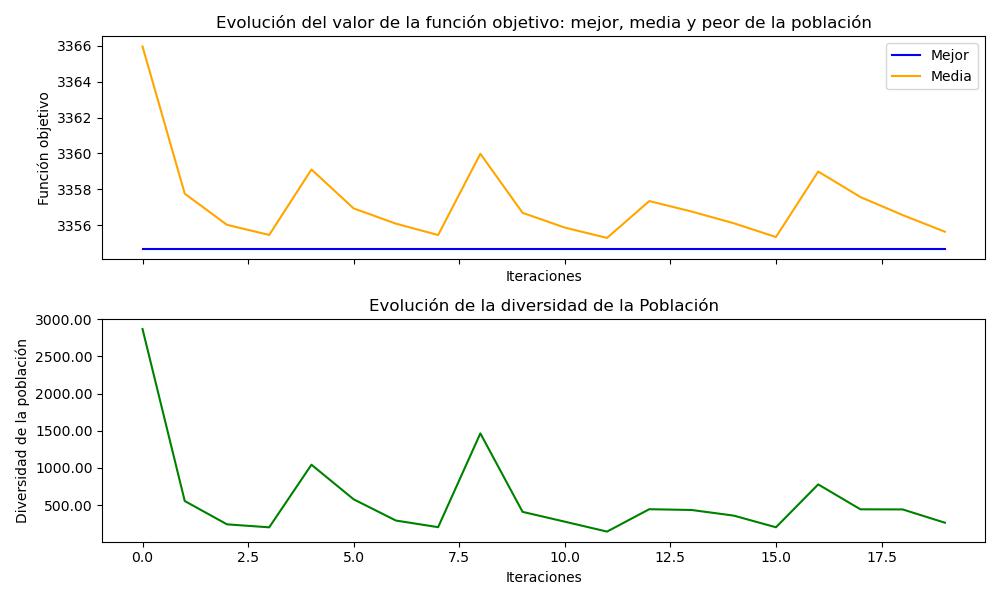 Evolución del valor de la función objetivo: mejor, media y peor de la población
3366
3364
3362
3360
3358
3356
Función objetivo
Mejor
Media
Iteraciones
Evolución de la diversidad de la Población
3000.00
2500.00
2000.00
1500.00
1000.00
500.00
Diversidad de la población
0.0 2.5 5.0 7.5 10.0 12.5 15.0 17.5
Iteraciones